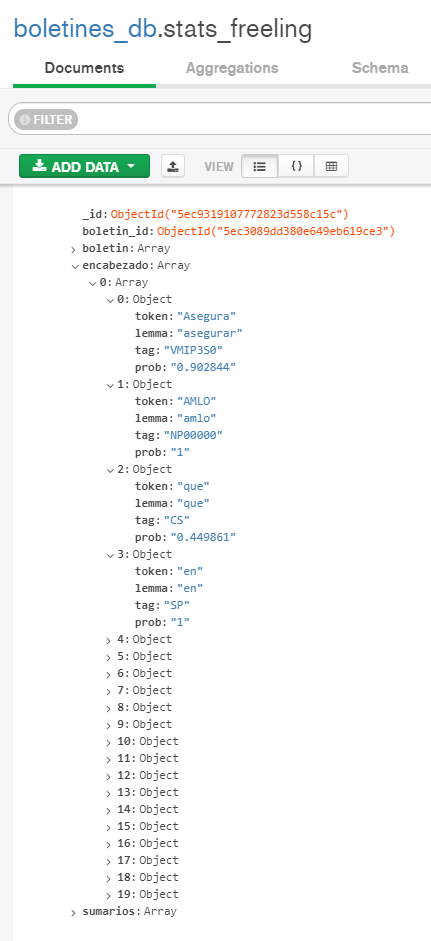 boletines_db.stats_freeling
Documents Aggregations Schema
FILTER
ADD DATA VIEW { }
_id: ObjectId("5ec9319107772823d558c15c")
boletin_id: ObjectId("5ec3089dd380e649eb619ce3")
boletin: Array
encabezado: Array
0: Array
0: Object
token: "Asegura"
lemma: "asegurar"
tag: "VMIP3S0"
prob: "0.902844"
1: Object
token: "AMLO"
lemma: "amlo"
tag: "NP00000"
prob: "1"
2: Object
token: "que"
lemma: "que"
tag: "CS"
prob: "0.449861"
3: Object
token: "en"
lemma: "en"
tag: "SP"
prob: "1"
4: Object
5: Object
6: Object
7: Object
8: Object
9: Object
10: Object
11: Object
12: Object
13: Object
14: Object
15: Object
16: Object
17: Object
18: Object
19: Object
sumarios: Array